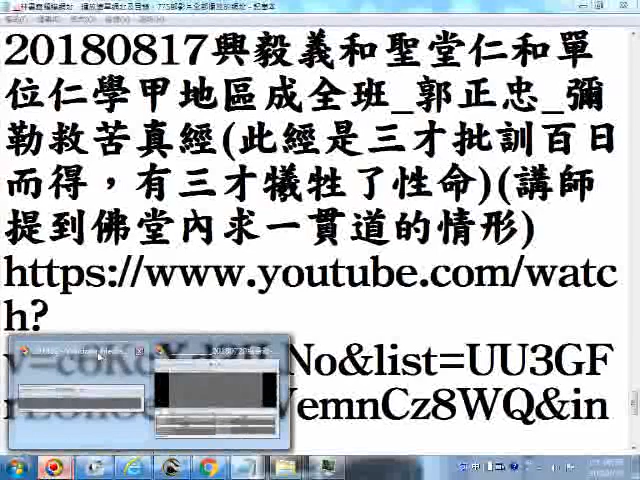 20180817興毅義和聖堂仁和單
位仁學甲地區成全班_郭正忠_彌
勒救苦真經(此經是三才批訓百日
而得，有三才犧牲了性命)(講師
提到佛堂內求一貫道的情形)
https://www.youtube.com/watc
h?
No&list=UU3GF
VemnCz8WQ&in